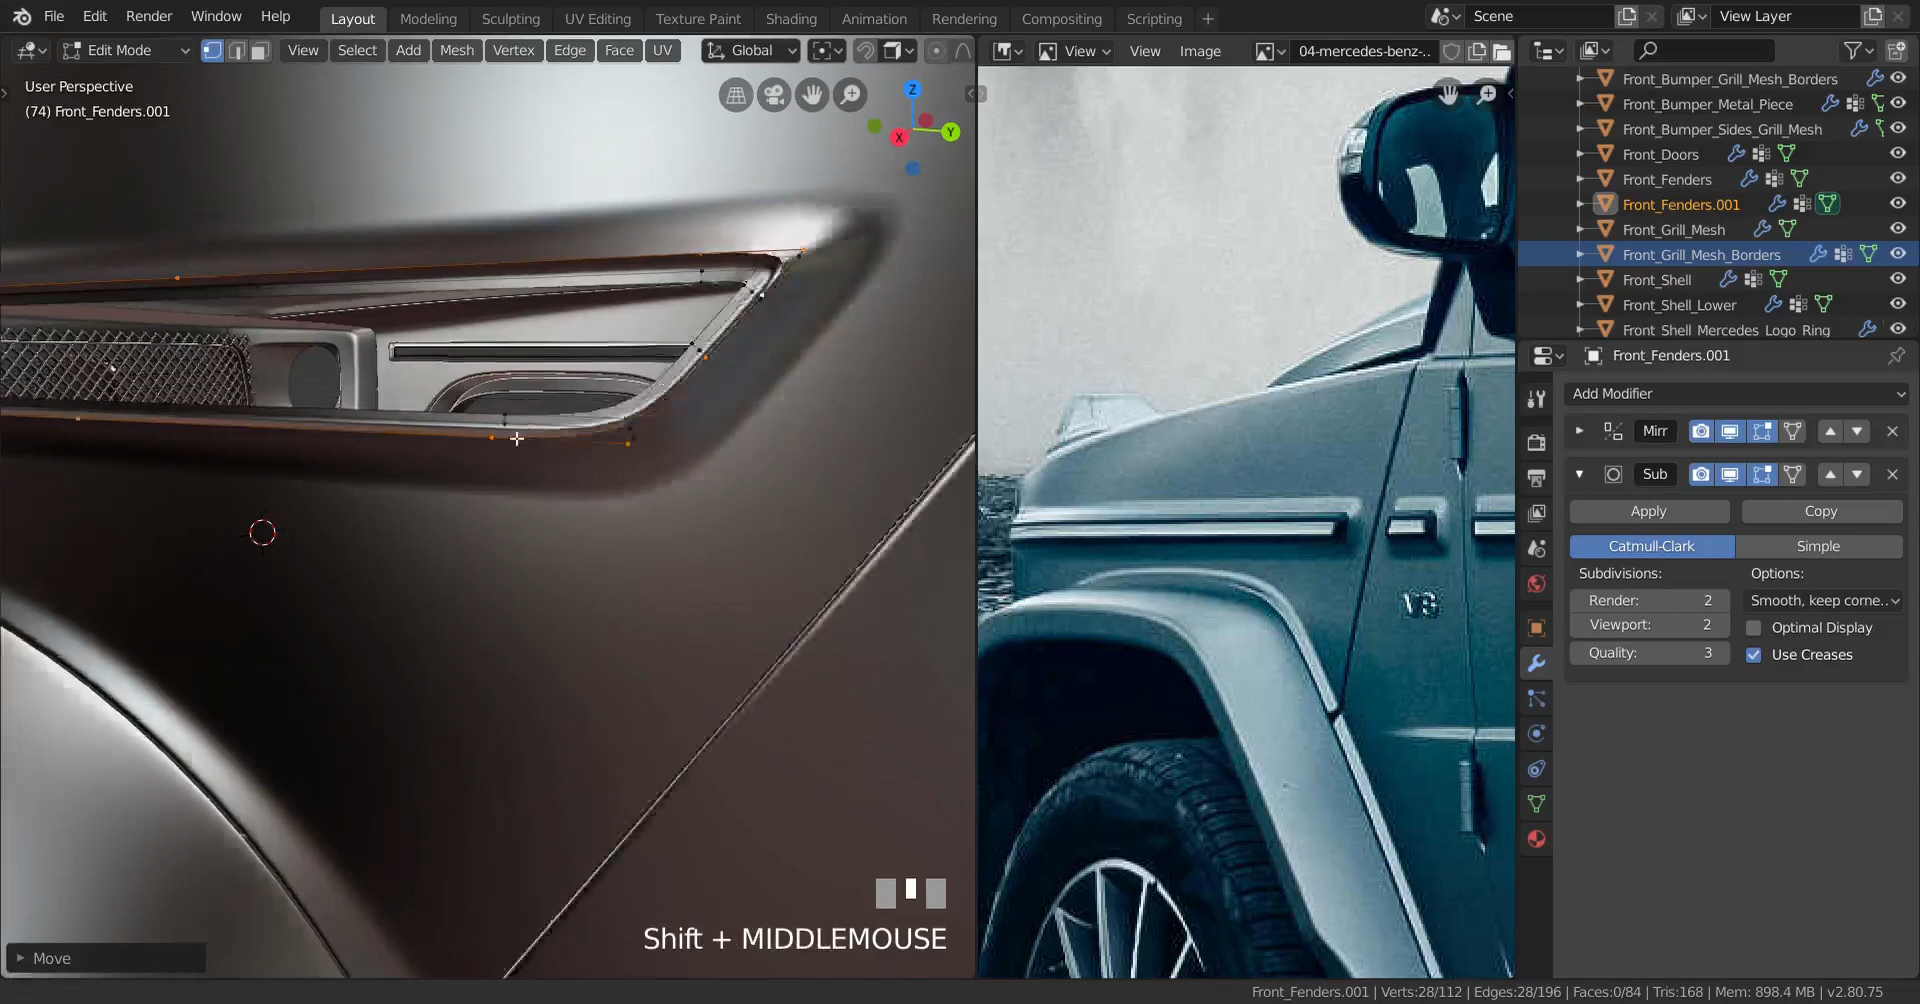 File Edit Render Window Help Layout Modeling Sculpting UV Editing Texture Paint Shading Animation Rendering Compositing Scripting + Scene View Layer
Edit Mode View Select Add Mesh Vertex Edge Face UV Global View View Image 04-mercedes-benz-..
User Perspective
(74) Front_Fenders.001
Z
Y
X
Front_Bumper_Grill_Mesh_Borders
Front_Bumper_Metal_Piece
Front_Bumper_Sides_Grill_Mesh
Front_Doors
Front_Fenders
Front_Fenders.001
Front_Grill_Mesh
Front_Grill_Mesh_Borders
Front_Shell
Front_Shell_Lower
Front_Shell_Mercedes_Logo_Ring
Front_Fenders.001
Add Modifier
Mirr
Sub
Apply Copy
Catmull-Clark Simple
Subdivisions: Options:
Render: 2 Smooth, keep corne..
Viewport: 2 Optimal Display
Quality: 3 Use Creases
V8
Shift + MIDDLEMOUSE
Move
Front_Fenders.001 | Verts:28/112 | Edges:28/196 | Faces:0/84 | Tris:168 | Mem: 898.4 MB | v2.80.75